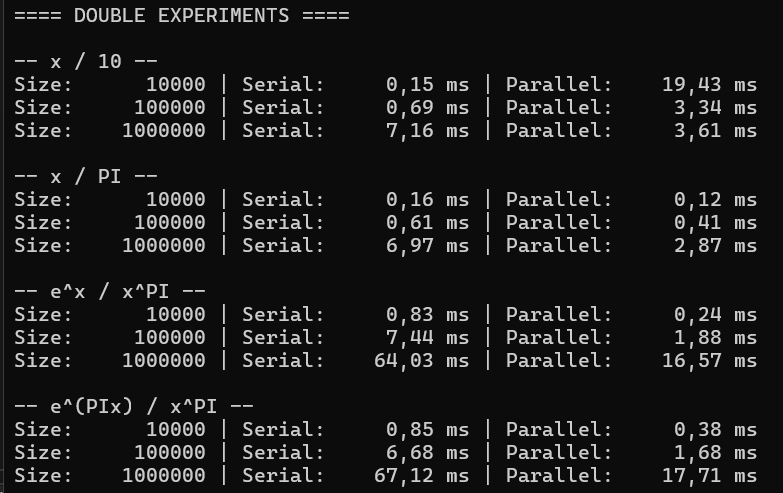 ==== DOUBLE EXPERIMENTS ====
-- x / 10 --
Size:      10000 | Serial:     0,15 ms | Parallel:    19,43 ms
Size:     100000 | Serial:     0,69 ms | Parallel:     3,34 ms
Size:    1000000 | Serial:     7,16 ms | Parallel:     3,61 ms
-- x / PI --
Size:      10000 | Serial:     0,16 ms | Parallel:     0,12 ms
Size:     100000 | Serial:     0,61 ms | Parallel:     0,41 ms
Size:    1000000 | Serial:     6,97 ms | Parallel:     2,87 ms
-- e^x / x^PI --
Size:      10000 | Serial:     0,83 ms | Parallel:     0,24 ms
Size:     100000 | Serial:     7,44 ms | Parallel:     1,88 ms
Size:    1000000 | Serial:    64,03 ms | Parallel:    16,57 ms
-- e^(PIx) / x^PI --
Size:      10000 | Serial:     0,85 ms | Parallel:     0,38 ms
Size:     100000 | Serial:     6,68 ms | Parallel:     1,68 ms
Size:    1000000 | Serial:    67,12 ms | Parallel:    17,71 ms